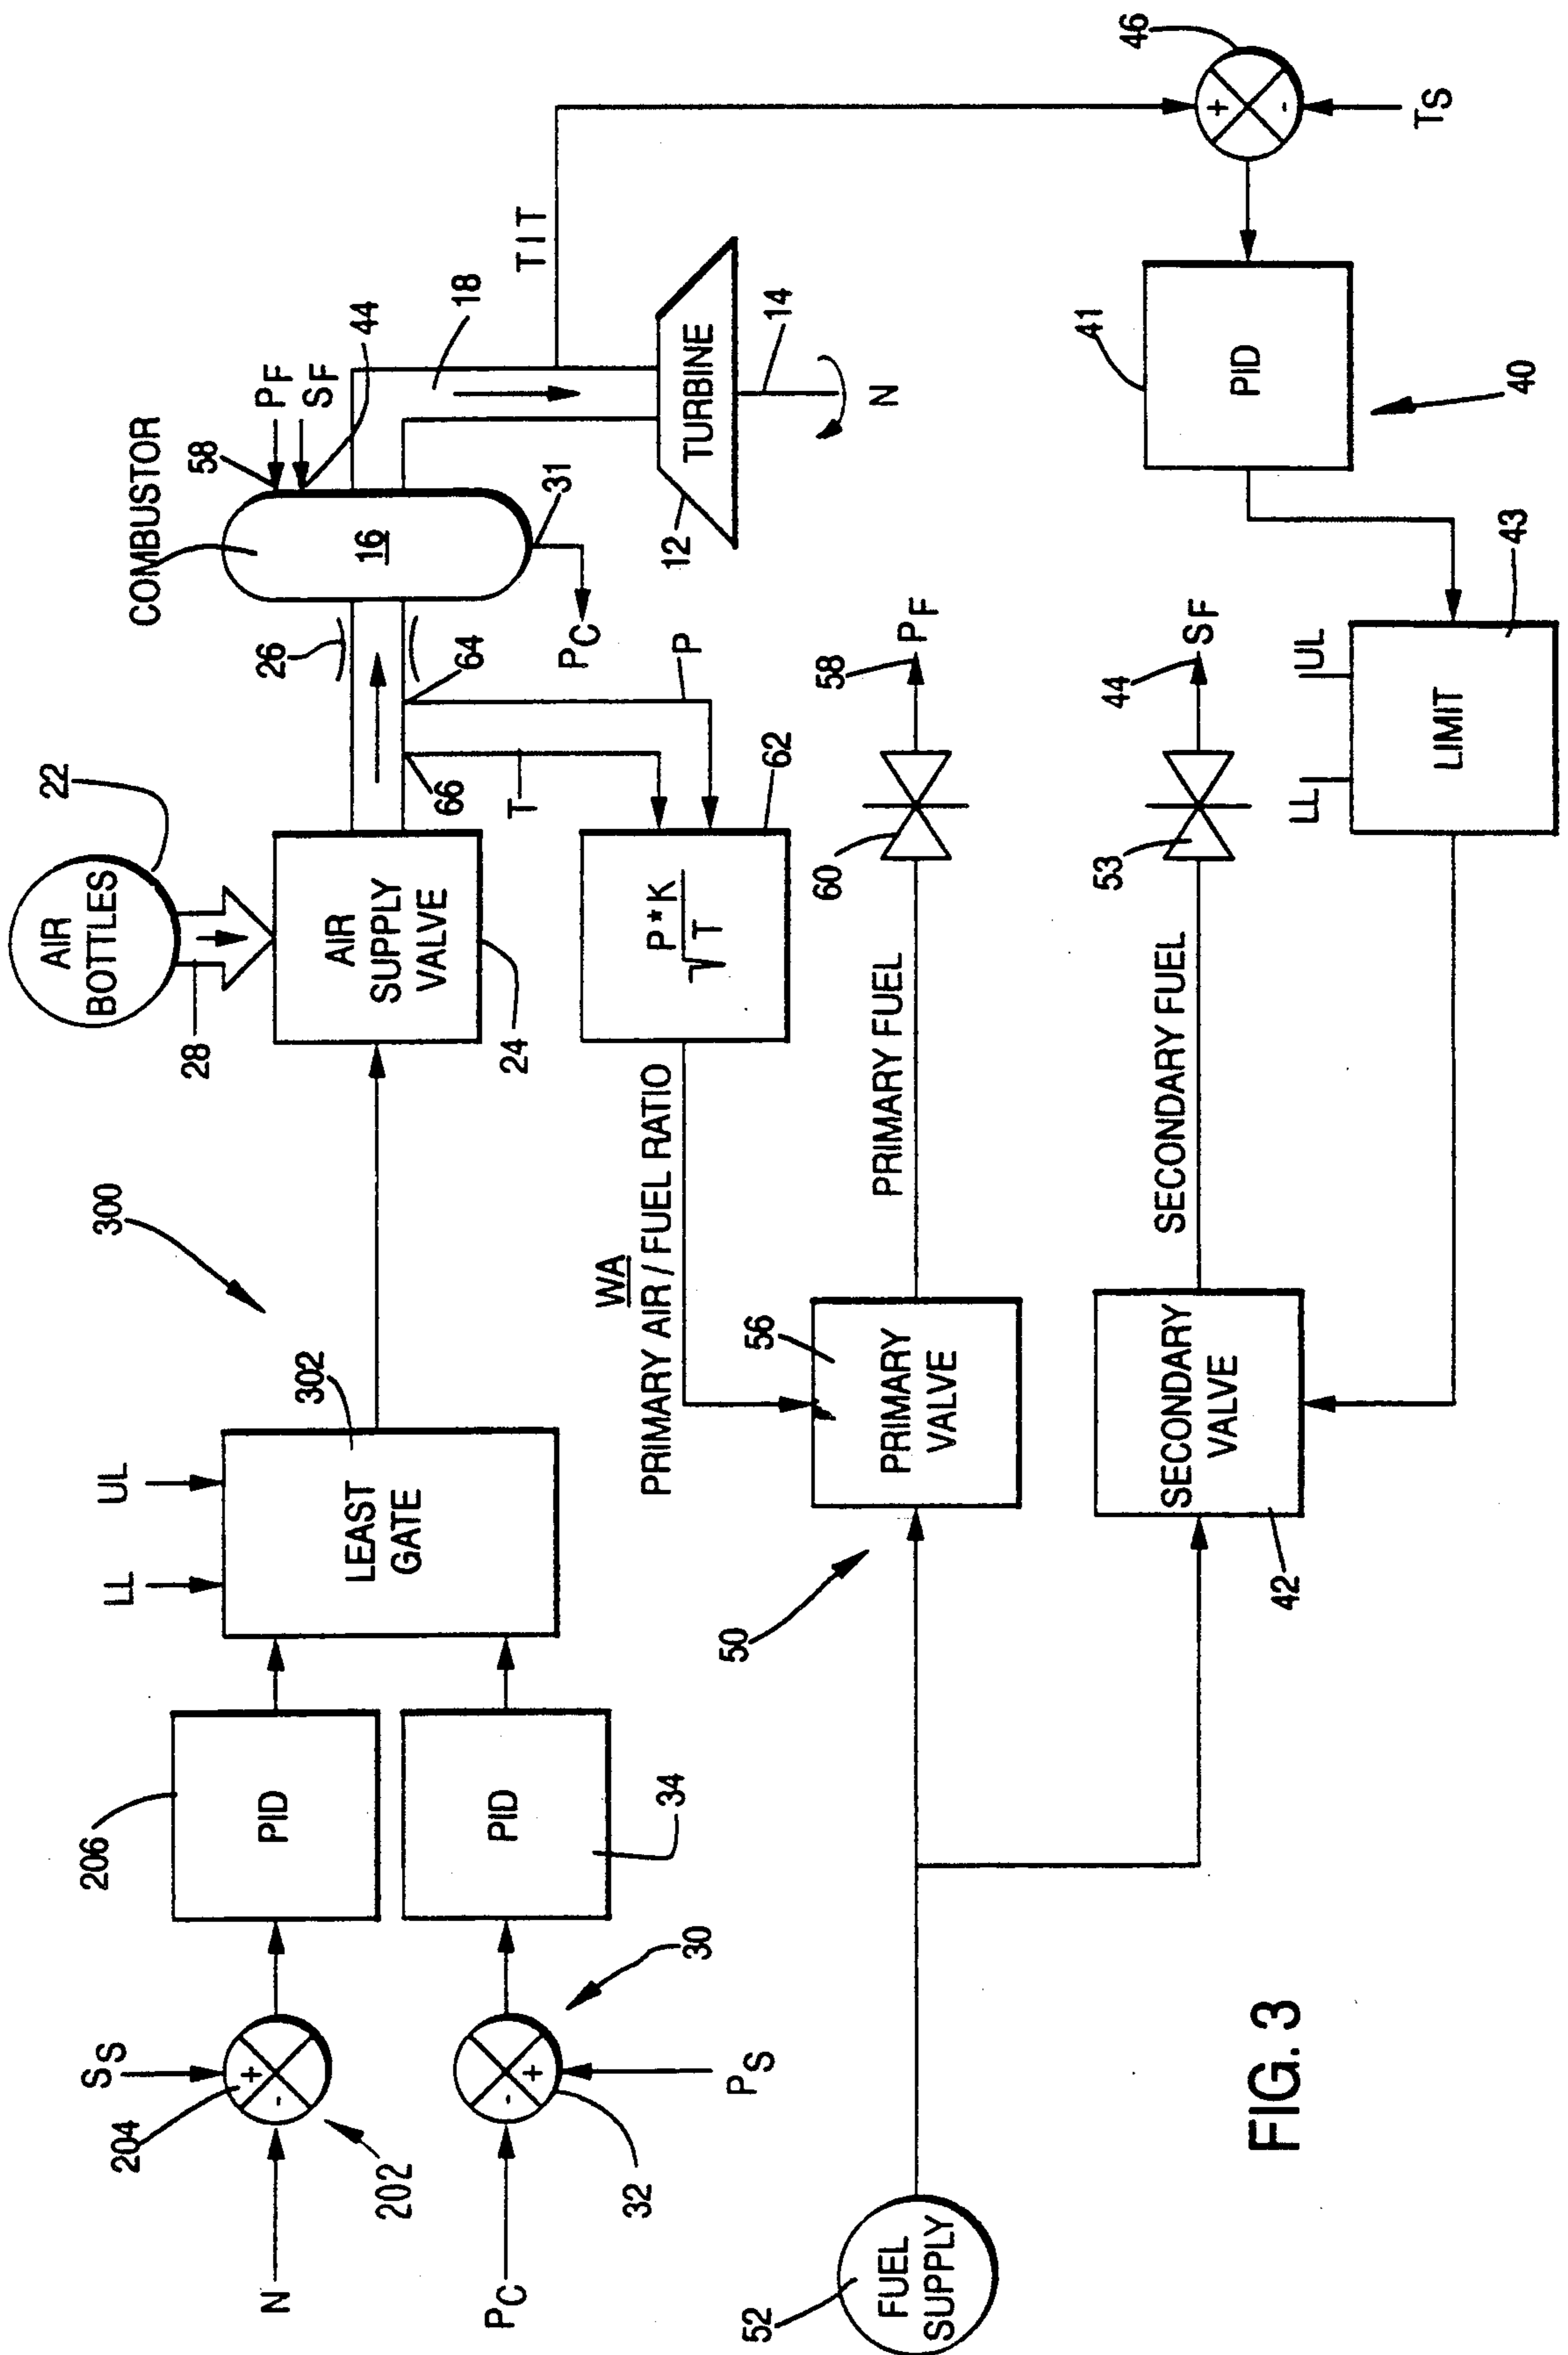 AIR
BOTTLES
22
28
COMBUSTOR
58
PF
SF
44
18
TIT
46
+
-
TS
UL
LL
300
302
LEAST
GATE
AIR
SUPPLY
VALVE
24
26
16
31
PC
64
66
T
P
62
P*K
√T
TURBINE
12
14
N
SS
204
+
-
N
202
206
PID
PC
-
+
32
PS
30
34
PID
WA
PRIMARY AIR / FUEL RATIO
56
PRIMARY
VALVE
50
PRIMARY FUEL
60
58
PF
41
PID
40
52
FUEL
SUPPLY
SECONDARY
VALVE
42
SECONDARY FUEL
53
44
SF
LL
UL
LIMIT
43
FIG. 3